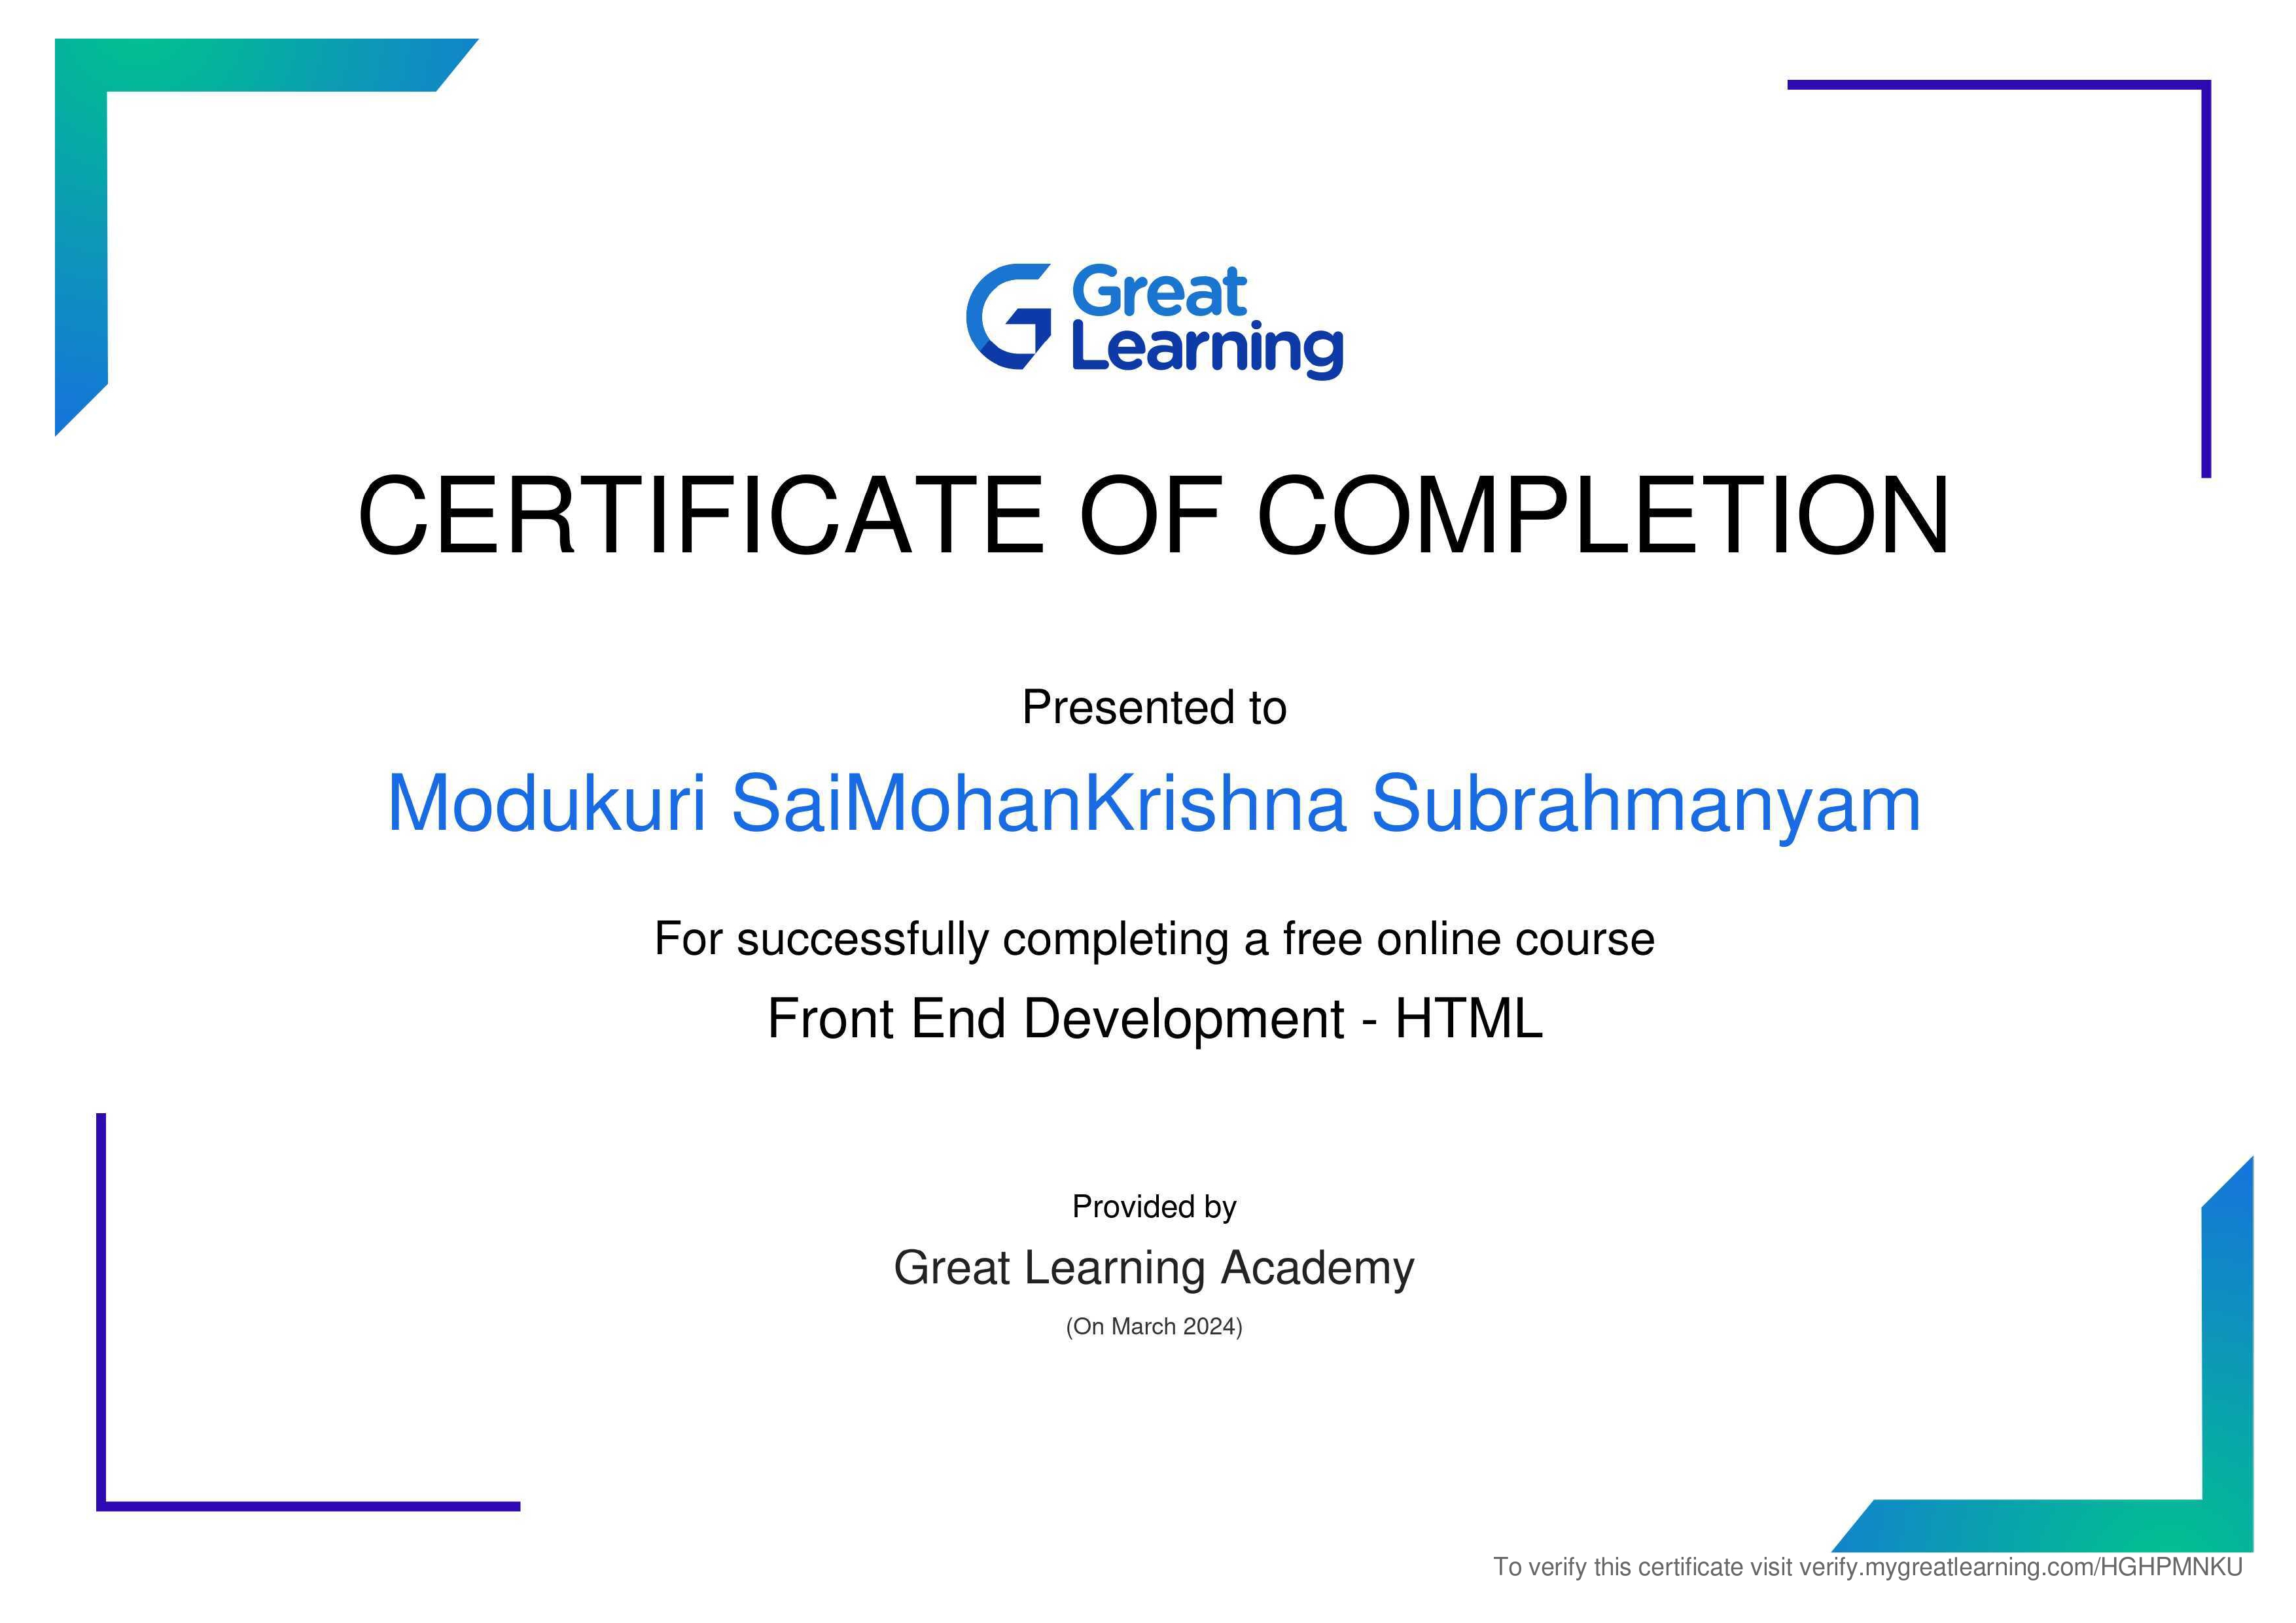 Great
Learning
CERTIFICATE OF COMPLETION
Presented to
Modukuri SaiMohanKrishna Subrahmanyam
For successfully completing a free online course
Front End Development - HTML
Provided by
Great Learning Academy
(On March 2024)
To verify this certificate visit verify.mygreatlearning.com/HGHPMNKU